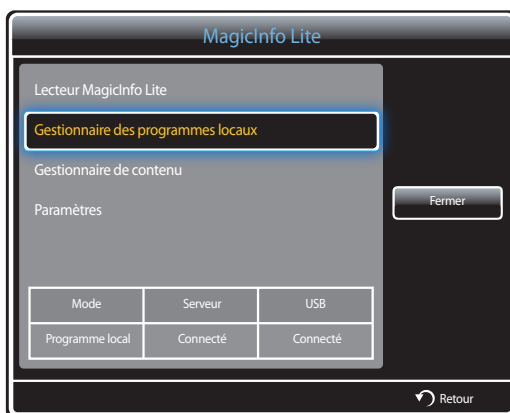 MagicInfo Lite
Lecteur MagicInfo Lite
Gestionnaire des programmes locaux
Gestionnaire de contenu
Paramètres
Fermer
Mode Serveur USB
Programme local Connecté Connecté
Retour